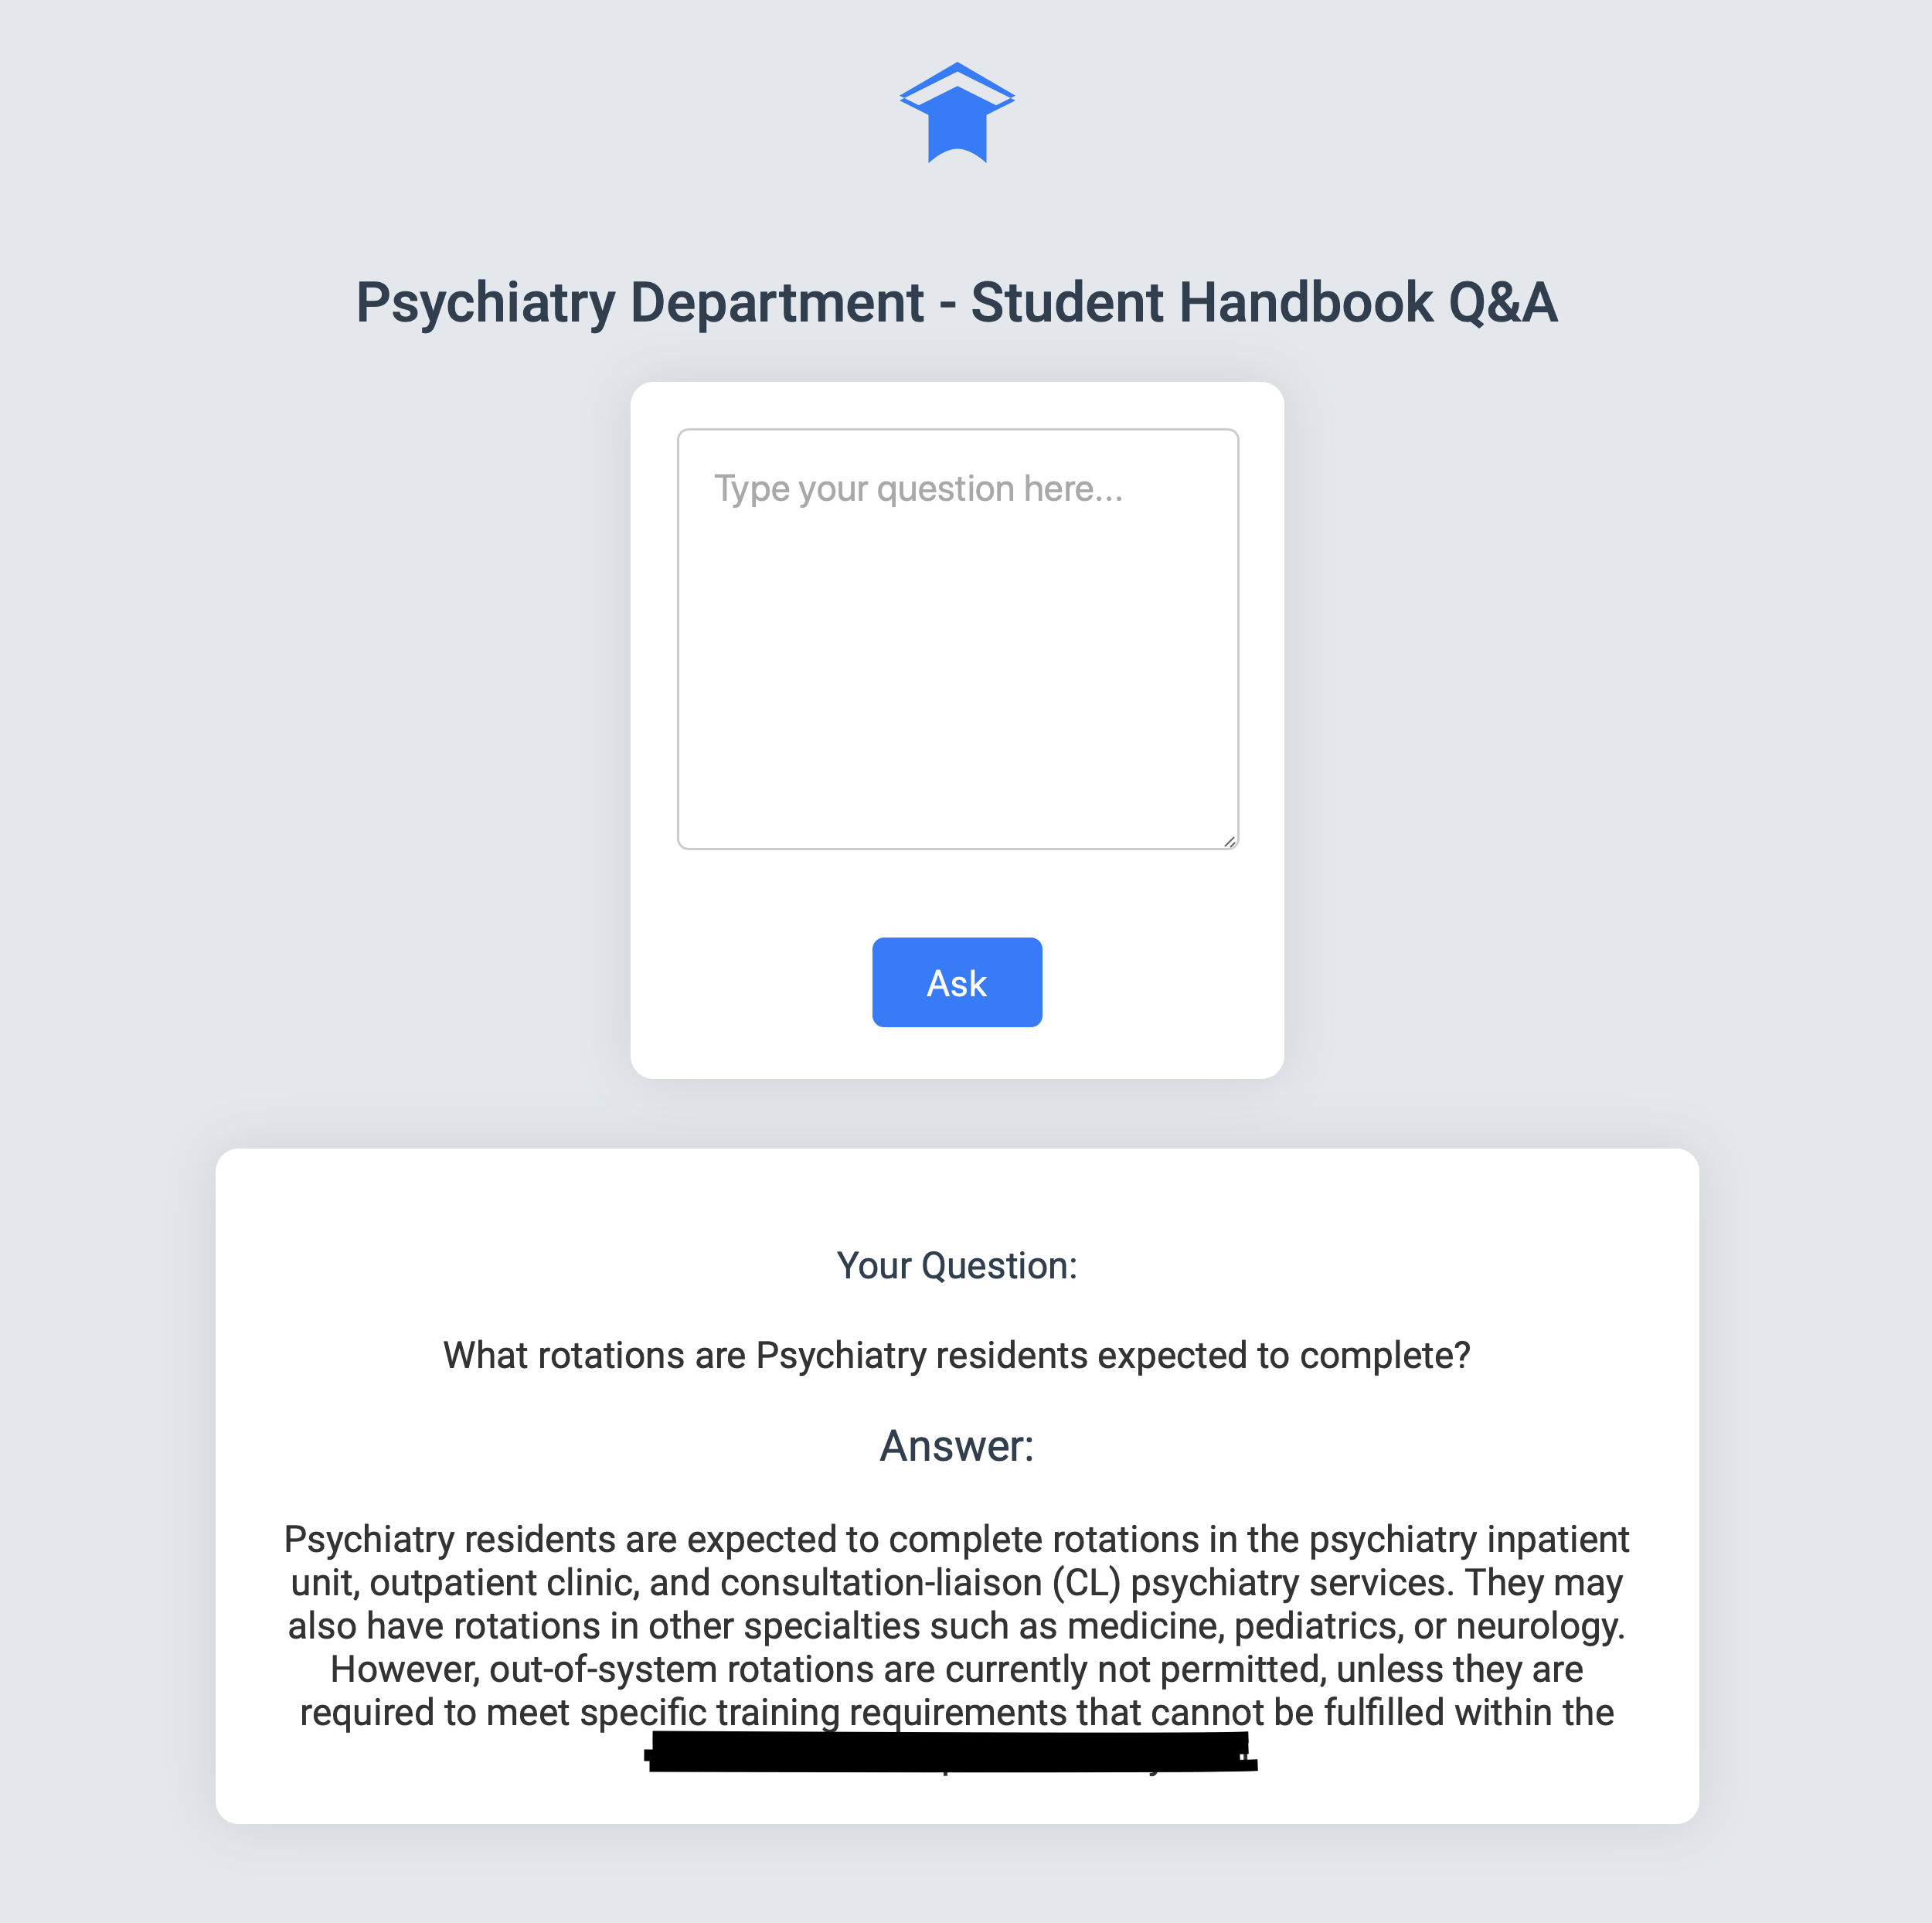 Psychiatry Department - Student Handbook Q&A
Type your question here...
Ask
Your Question:
What rotations are Psychiatry residents expected to complete?
Answer:
Psychiatry residents are expected to complete rotations in the psychiatry inpatient
unit, outpatient clinic, and consultation-liaison (CL) psychiatry services. They may
also have rotations in other specialties such as medicine, pediatrics, or neurology.
However, out-of-system rotations are currently not permitted, unless they are
required to meet specific training requirements that cannot be fulfilled within the